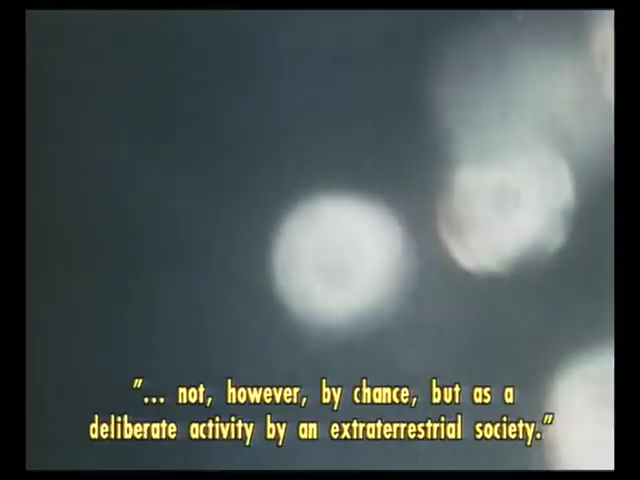 "... not, however, by chance, but as a
deliberate activity by an extraterrestrial society."